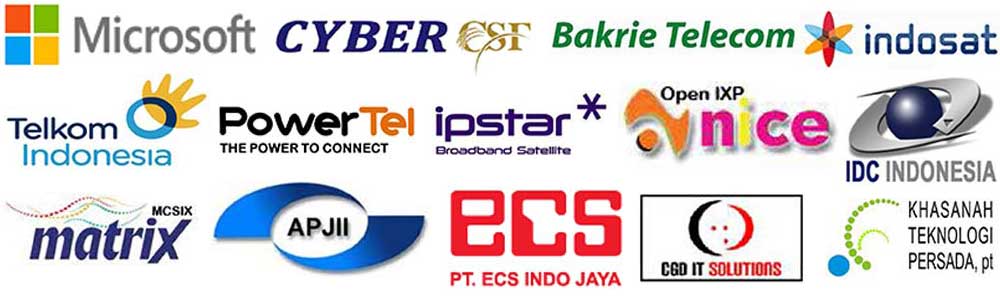 Microsoft
CYBER CSF
Bakrie Telecom
indosat
Telkom
Indonesia
PowerTel
THE POWER TO CONNECT
ipstar*
Broadband Satellite
Open IXP
nice
IDC INDONESIA
MCSIX
matrix
APJII
ecs
PT. ECS INDO JAYA
CGD IT SOLUTIONS
KHASANAH
TEKNOLOGI
PERSADA, pt